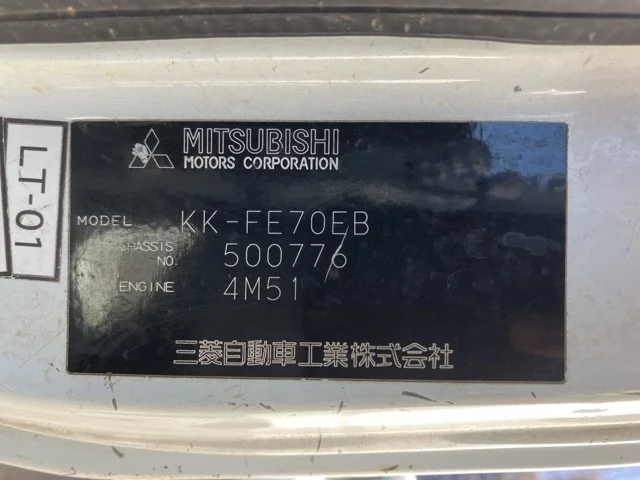 LT-01
MITSUBISHI
MOTORS CORPORATION
MODEL KK-FE70EB
CHASSIS NO. 500776
ENGINE 4M51
三菱自動車工業株式会社